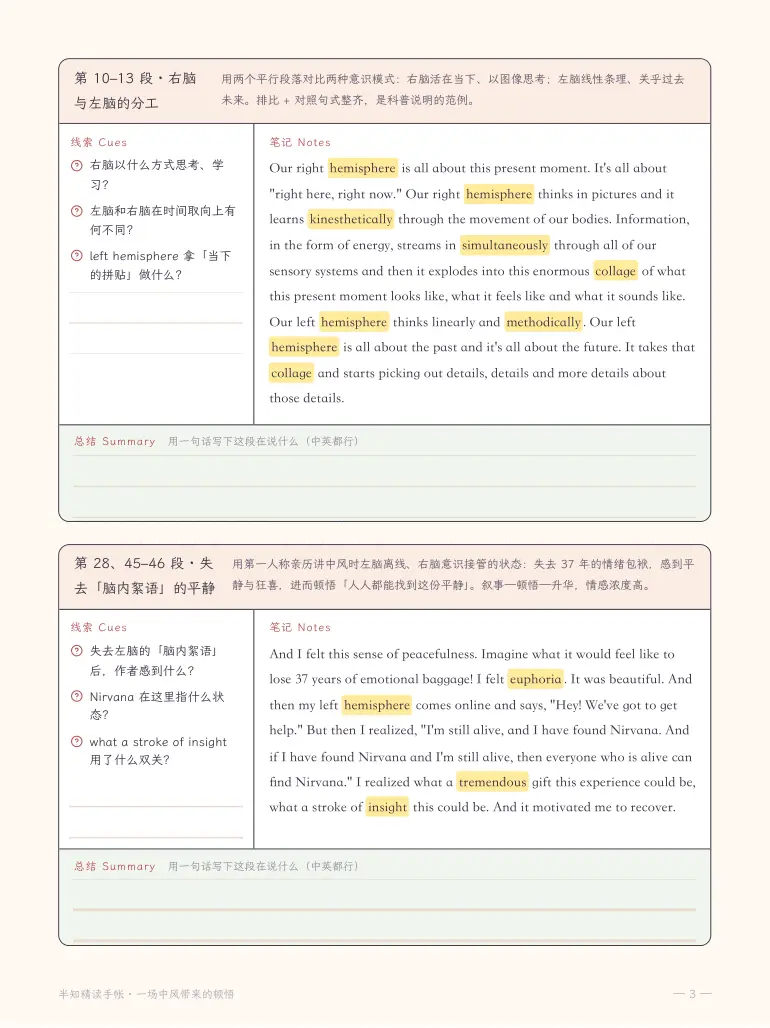 第 10–13 段・右脑
与左脑的分工
用两个平行段落对比两种意识模式：右脑活在当下、以图像思考；左脑线性条理、关乎过去
未来。排比 + 对照句式整齐，是科普说明的范例。
线索 Cues
右脑以什么方式思考、学
习？
左脑和右脑在时间取向上有
何不同？
left hemisphere 拿「当下
的拼贴」做什么？
笔记 Notes
Our right hemisphere is all about this present moment. It's all about
"right here, right now." Our right hemisphere thinks in pictures and it
learns kinesthetically through the movement of our bodies. Information,
in the form of energy, streams in simultaneously through all of our
sensory systems and then it explodes into this enormous collage of what
this present moment looks like, what it feels like and what it sounds like.
Our left hemisphere thinks linearly and methodically. Our left
hemisphere is all about the past and it's all about the future. It takes that
collage and starts picking out details, details and more details about
those details.
总结 Summary 用一句话写下这段在说什么（中英都行）
第 28、45–46 段・失
去「脑内絮语」的平静
用第一人称亲历讲中风时左脑离线、右脑意识接管的状态：失去 37 年的情绪包袱，感到平
静与狂喜，进而顿悟「人人都能找到这份平静」。叙事—顿悟—升华，情感浓度高。
线索 Cues
失去左脑的「脑内絮语」
后，作者感到什么？
Nirvana 在这里指什么状
态？
what a stroke of insight
用了什么双关？
笔记 Notes
And I felt this sense of peacefulness. Imagine what it would feel like to
lose 37 years of emotional baggage! I felt euphoria. It was beautiful. And
then my left hemisphere comes online and says, "Hey! We've got to get
help." But then I realized, "I'm still alive, and I have found Nirvana. And
if I have found Nirvana and I'm still alive, then everyone who is alive can
find Nirvana." I realized what a tremendous gift this experience could be,
what a stroke of insight this could be. And it motivated me to recover.
总结 Summary 用一句话写下这段在说什么（中英都行）
半知精读手帐・一场中风带来的顿悟
— 3 —